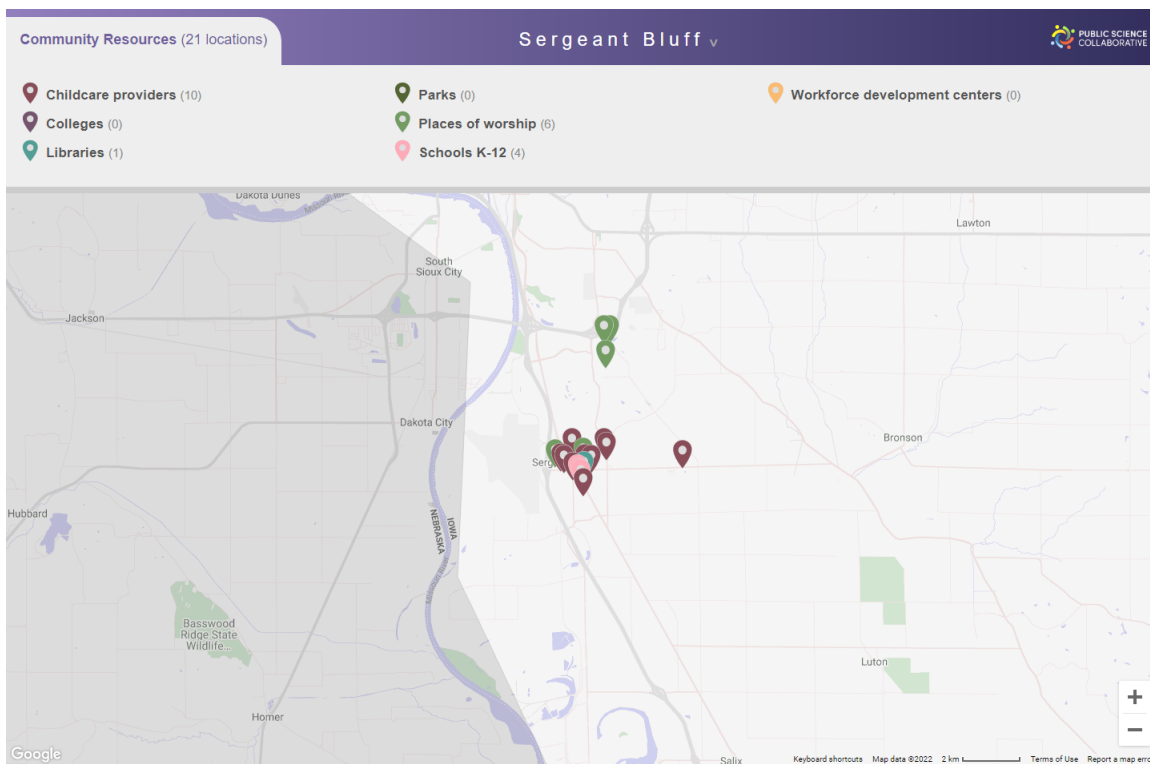 Community Resources (21 locations)
Sergeant Bluff v
PUBLIC SCIENCE
COLLABORATIVE
Childcare providers (10)
Colleges (0)
Libraries (1)
Parks (0)
Places of worship (6)
Schools K-12 (4)
Workforce development centers (0)
Dakota Dunes
Lawton
South
Sioux City
Jackson
Dakota City
Bronson
Hubbard
IOWA
NEBRASKA
Basswood
Ridge State
Wildlife...
Luton
Homer
Salix
Google
Keyboard shortcuts
Map data ©2022
2 km
Terms of Use
Report a map erro